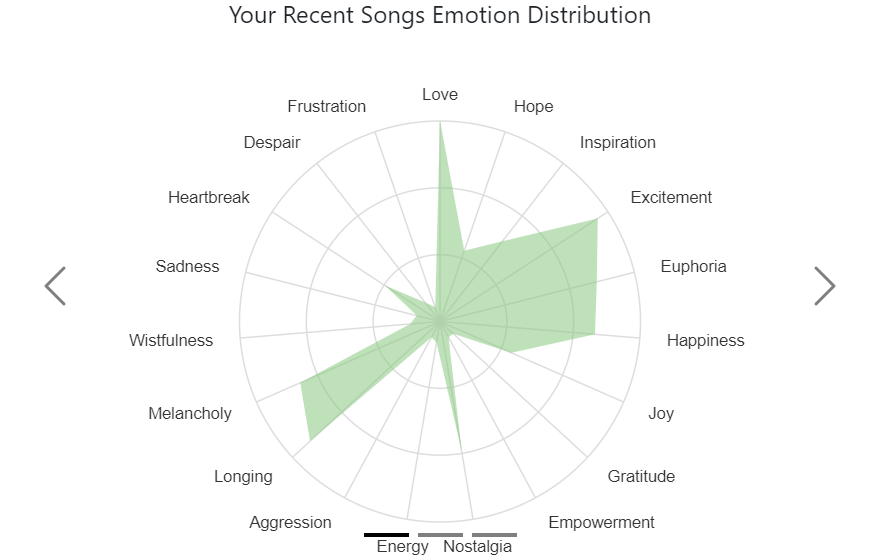 Your Recent Songs Emotion Distribution
Love
Hope
Inspiration
Excitement
Euphoria
Happiness
Joy
Gratitude
Empowerment
Nostalgia
Energy
Aggression
Longing
Melancholy
Wistfulness
Sadness
Heartbreak
Despair
Frustration